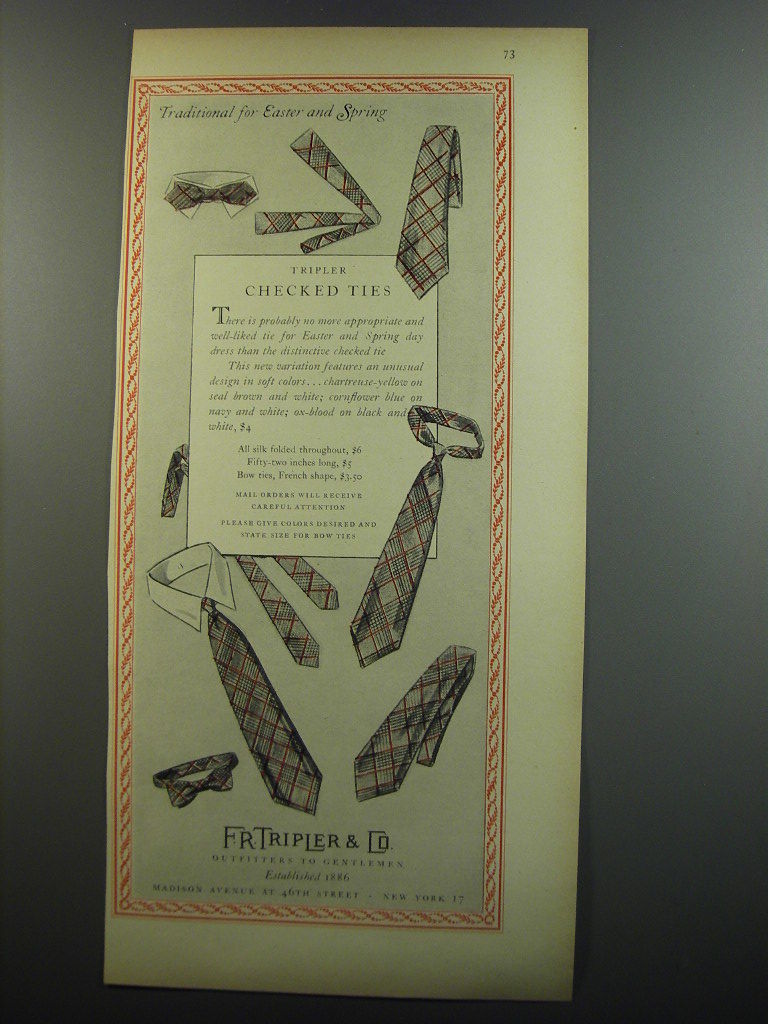 73
Traditional for Easter and Spring
TRIPLER
CHECKED TIES
There is probably no more appropriate and
well-liked tie for Easter and Spring day
dress than the distinctive checked tie
This new variation features an unusual
design in soft colors... chartreuse-yellow on
seal brown and white; cornflower blue on
navy and white; ox-blood on black and
white, $4
All silk folded throughout, $6
Fifty-two inches long, $5
Bow ties, French shape, $3.50
MAIL ORDERS WILL RECEIVE
CAREFUL ATTENTION
PLEASE GIVE COLORS DESIRED AND
STATE SIZE FOR BOW TIES
F.R. TRIPLER & CO.
OUTFITTERS TO GENTLEMEN
Established 1886
MADISON AVENUE AT 46TH STREET · NEW YORK 17